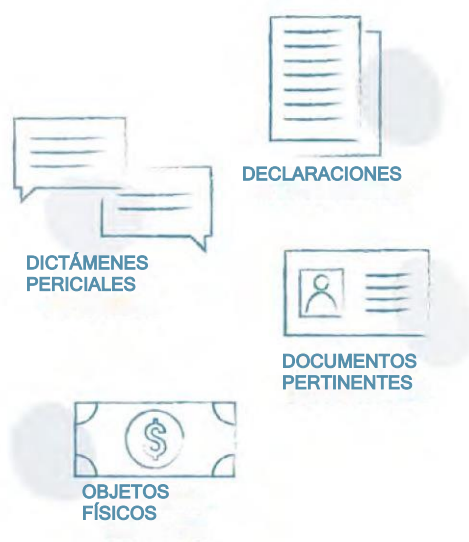 DECLARACIONES
DICTÁMENES
PERICIALES
DOCUMENTOS
PERTINENTES
$
OBJETOS
FÍSICOS